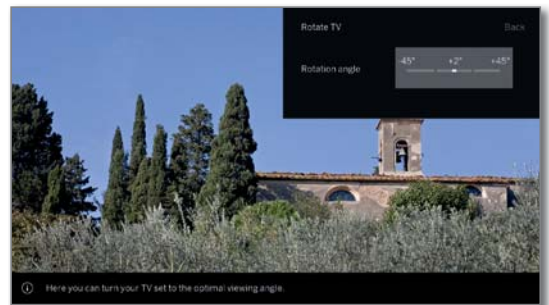 Rotate TV
Back
Rotation angle
-45° +2° +45°
Here you can turn your TV set to the optimal viewing angle.